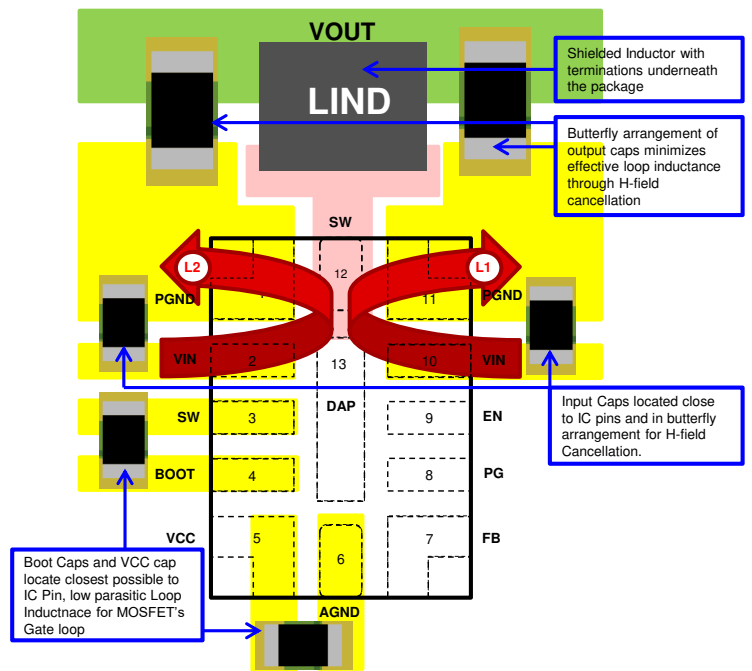 VOUT
LIND
Shielded Inductor with
terminations underneath
the package
Butterfly arrangement of
output caps minimizes
effective loop inductance
through H-field
cancellation
SW
L2
L1
12
11
PGND
PGND
VIN
2
13
10
VIN
SW
3
DAP
9
EN
BOOT
4
8
PG
VCC
5
6
7
FB
AGND
Input Caps located close
to IC pins and in butterfly
arrangement for H-field
Cancellation.
Boot Caps and VCC cap
locate closest possible to
IC Pin, low parasitic Loop
Inductnace for MOSFET's
Gate loop